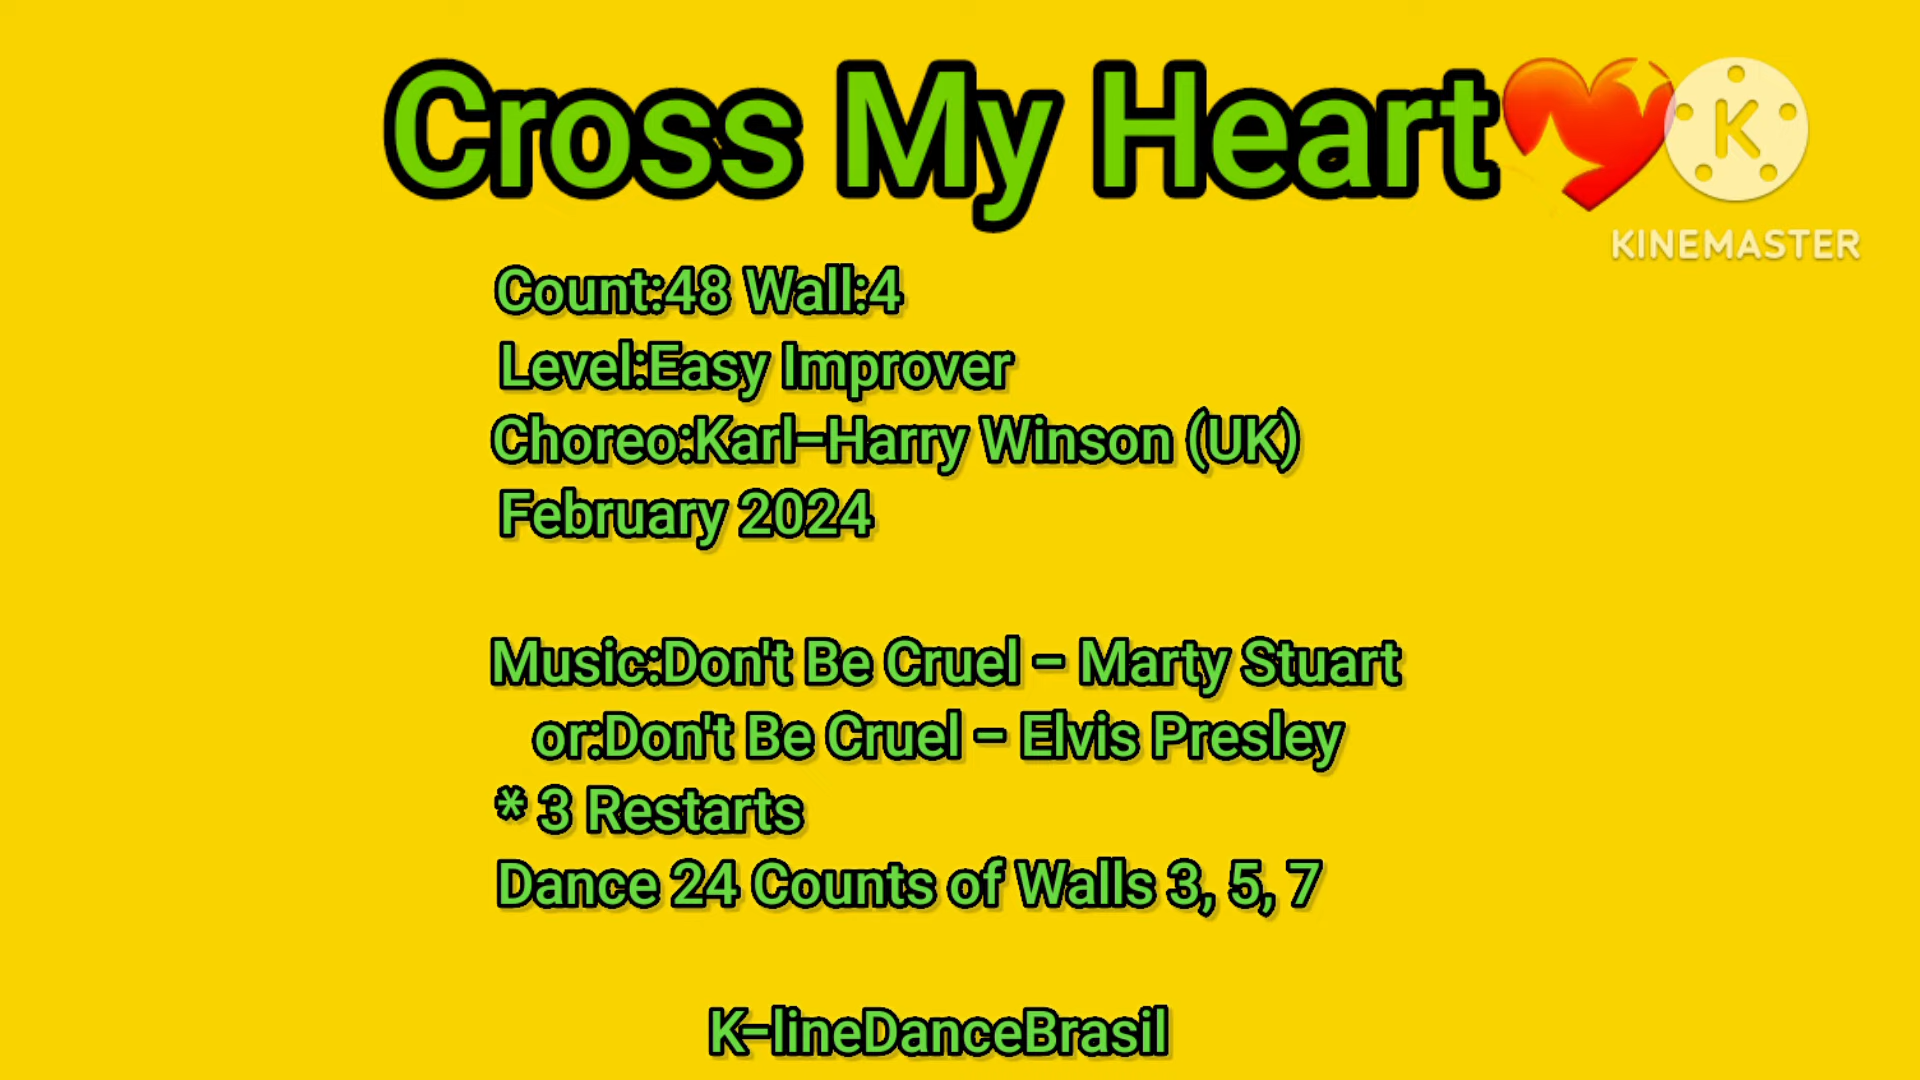 Cross My Heart
K
KINEMASTER
Count:48 Wall:4
Level:Easy Improver
Choreo:Karl-Harry Winson (UK)
February 2024
Music:Don't Be Cruel - Marty Stuart
or:Don't Be Cruel - Elvis Presley
* 3 Restarts
Dance 24 Counts of Walls 3, 5, 7
K-lineDanceBrasil